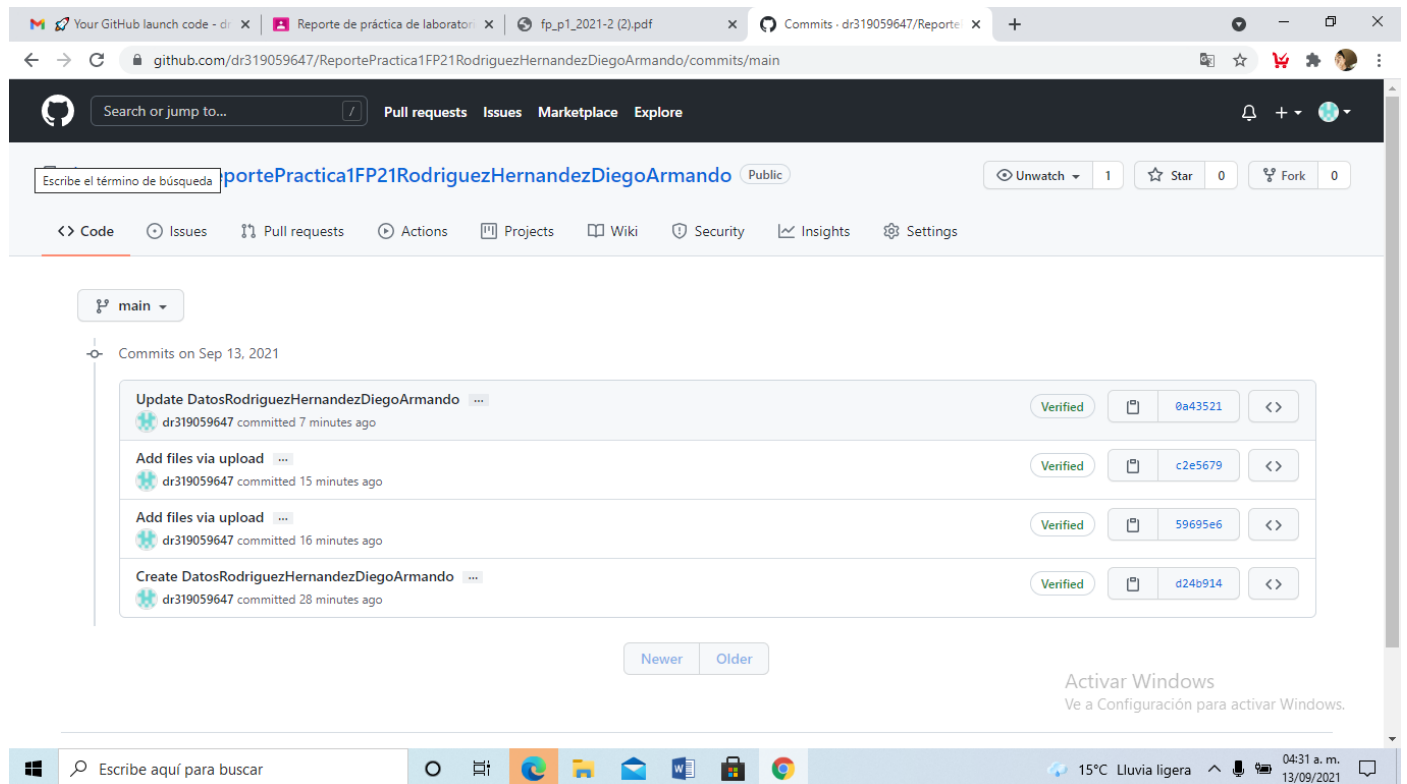 Your GitHub launch code - dr
Reporte de práctica de laboratori
fp_p1_2021-2 (2).pdf
Commits · dr319059647/Reporte
github.com/dr319059647/ReportePractica1FP21RodriguezHernandezDiegoArmando/commits/main
Search or jump to... / Pull requests Issues Marketplace Explore
Escribe el término de búsqueda
portePractica1FP21RodriguezHernandezDiegoArmando Public
Unwatch 1 Star 0 Fork 0
<> Code Issues Pull requests Actions Projects Wiki Security Insights Settings
main
Commits on Sep 13, 2021
Update DatosRodriguezHernandezDiegoArmando ...
Verified 0a43521 <>
dr319059647 committed 7 minutes ago
Add files via upload ...
Verified c2e5679 <>
dr319059647 committed 15 minutes ago
Add files via upload ...
Verified 59695e6 <>
dr319059647 committed 16 minutes ago
Create DatosRodriguezHernandezDiegoArmando ...
Verified d24b914 <>
dr319059647 committed 28 minutes ago
Newer Older
Activar Windows
Ve a Configuración para activar Windows.
Escribe aquí para buscar
15°C Lluvia ligera
04:31 a. m.
13/09/2021